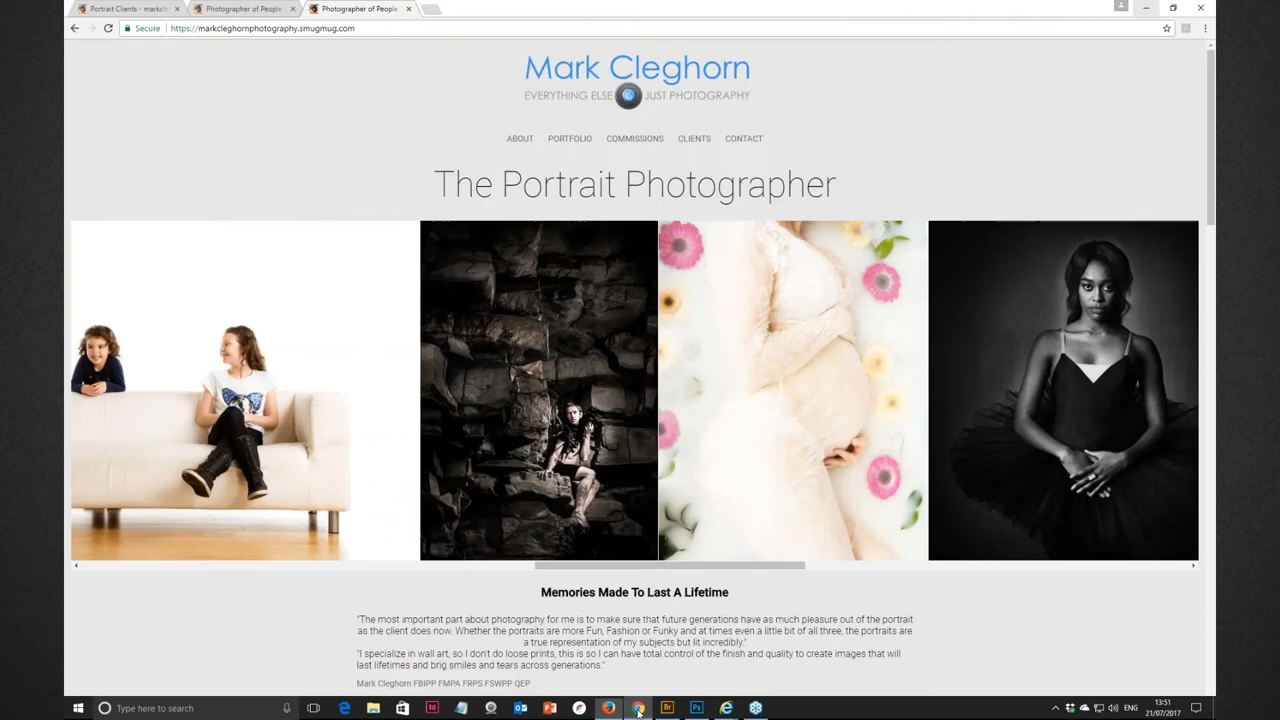 Portrait Clients - markcle
Photographer of People
Photographer of People
Secure
https://markcleghornphotography.smugmug.com
Mark Cleghorn
EVERYTHING ELSE JUST PHOTOGRAPHY
ABOUT PORTFOLIO COMMISSIONS CLIENTS CONTACT
The Portrait Photographer
Memories Made To Last A Lifetime
"The most important part about photography for me is to make sure that future generations have as much pleasure out of the portrait
as the client does now. Whether the portraits are more Fun, Fashion or Funky and at times even a little bit of all three, the portraits are
a true representation of my subjects but lit incredibly."
"I specialize in wall art, so I don't do loose prints, this is so I can have total control of the finish and quality to create images that will
last lifetimes and brig smiles and tears across generations."
Mark Cleghorn FBIPP FMPA FRPS FSWPP QEP
Type here to search
Id
Br
Ps
ENG
13:51
21/07/2017